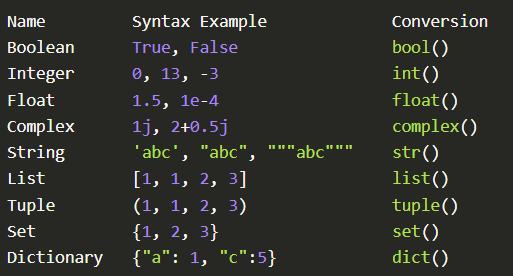 Name Syntax Example Conversion
Boolean True, False bool()
Integer 0, 13, -3 int()
Float 1.5, 1e-4 float()
Complex 1j, 2+0.5j complex()
String 'abc', "abc", """abc""" str()
List [1, 1, 2, 3] list()
Tuple (1, 1, 2, 3) tuple()
Set {1, 2, 3} set()
Dictionary {"a": 1, "c":5} dict()